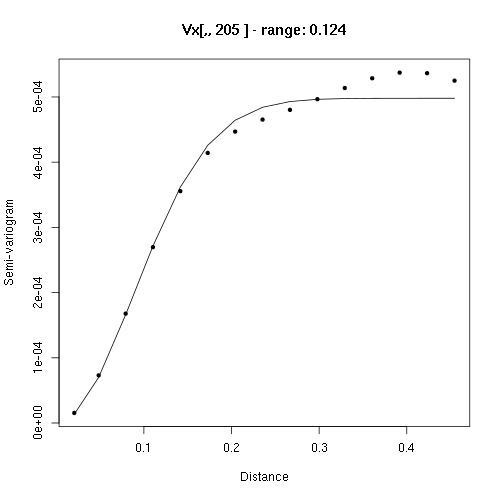 Vx[,, 205 ] - range: 0.124
Semi-variogram
5e-04
4e-04
3e-04
2e-04
1e-04
0e+00
0.1 0.2 0.3 0.4
Distance